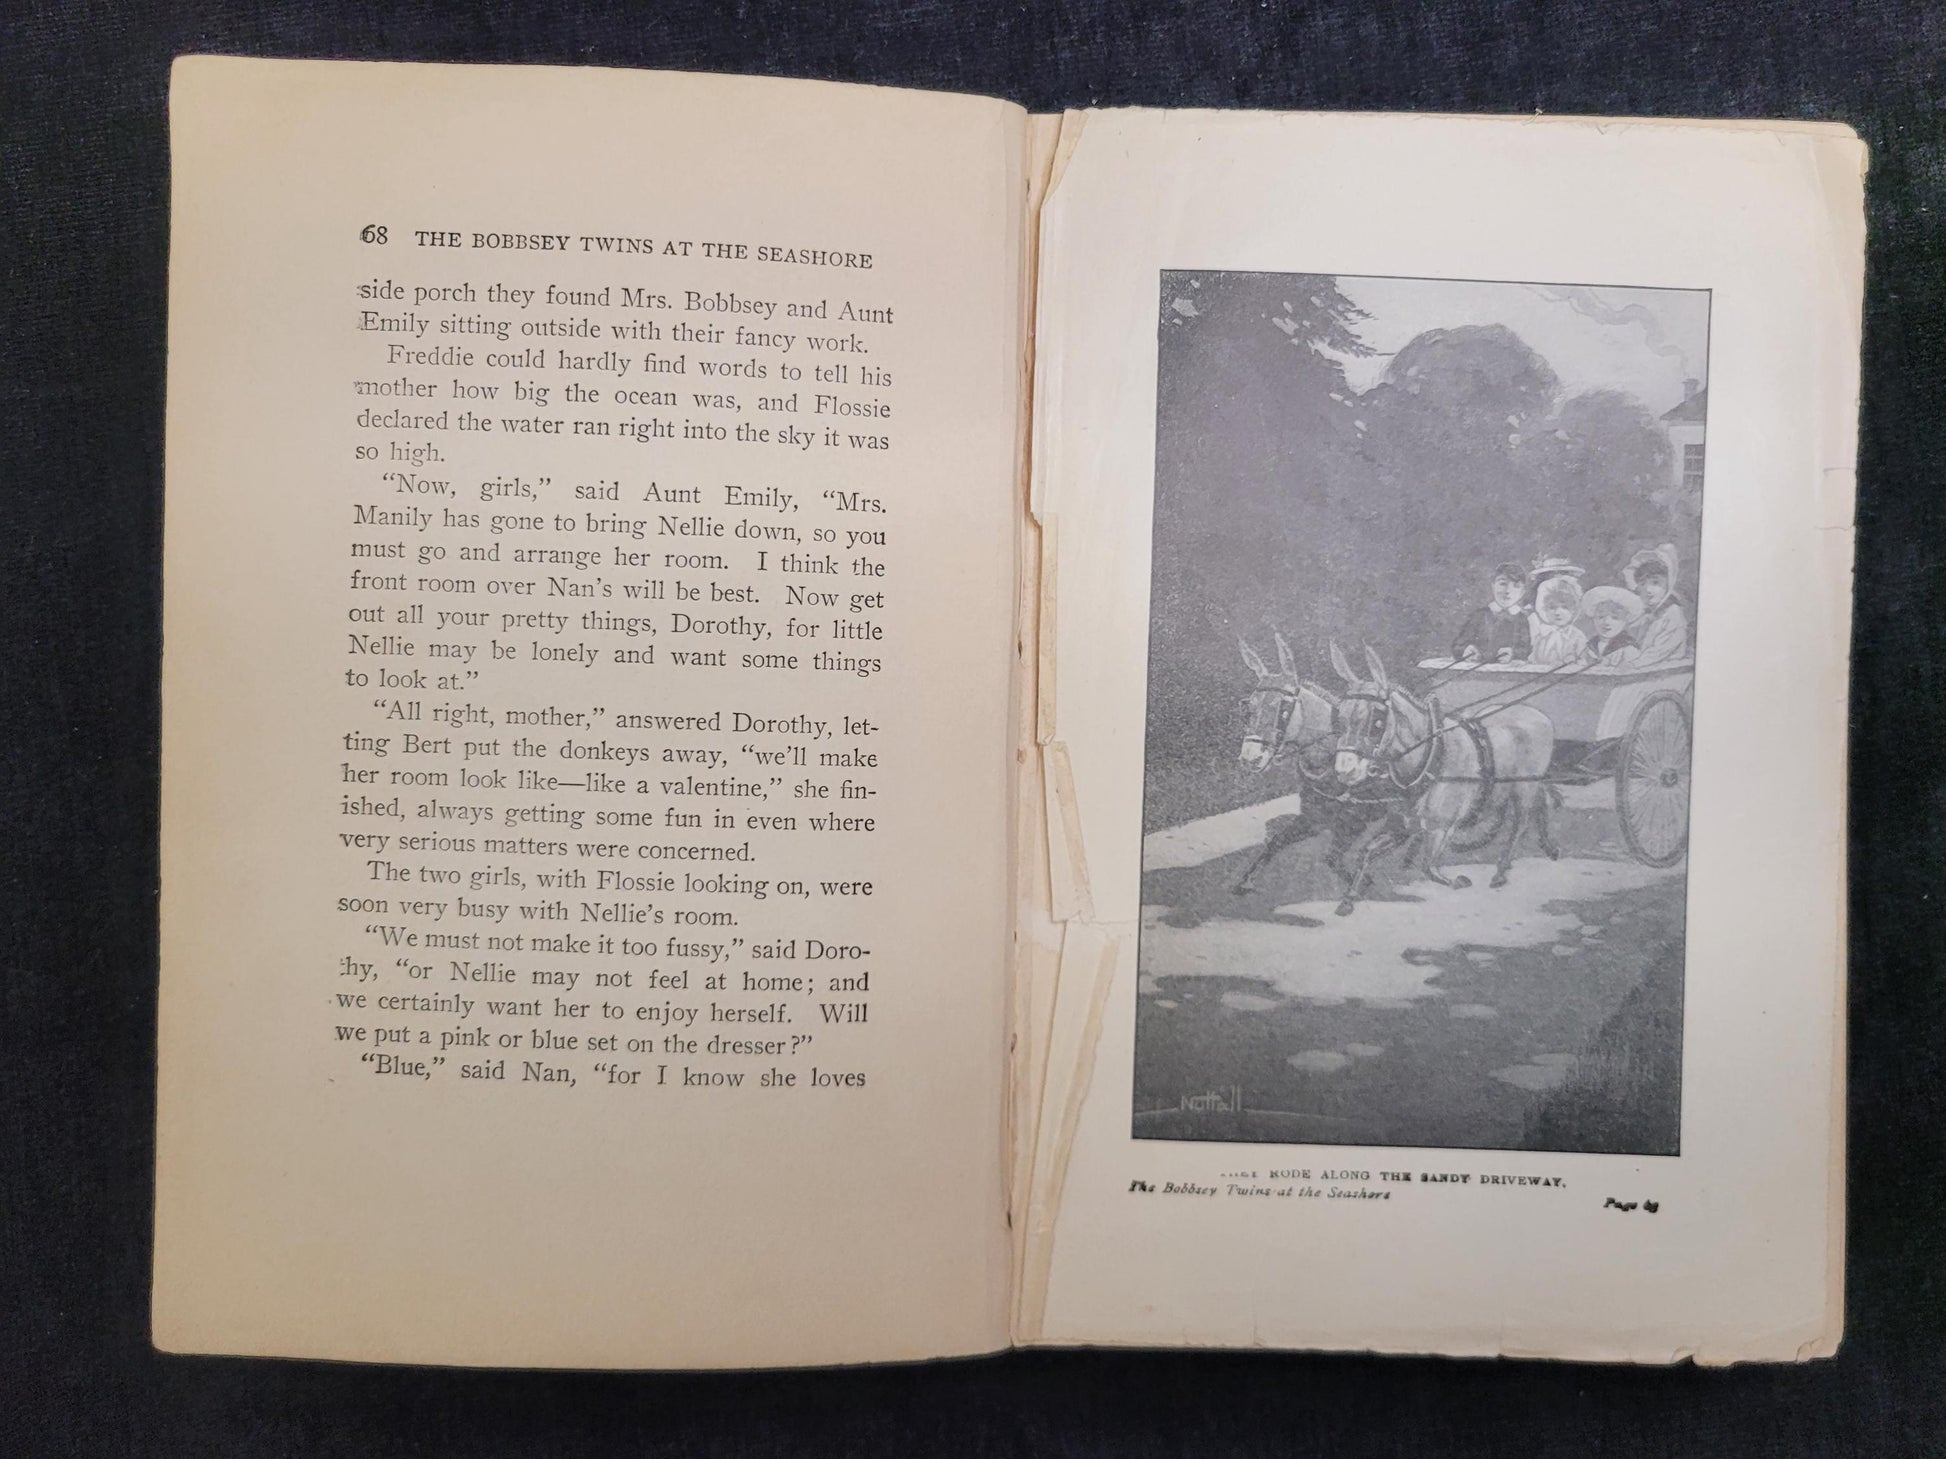 68 THE BOBBSEY TWINS AT THE SEASHORE
side porch they found Mrs. Bobbsey and Aunt
Emily sitting outside with their fancy work.
Freddie could hardly find words to tell his
mother how big the ocean was, and Flossie
declared the water ran right into the sky it was
so high.
“Now, girls,” said Aunt Emily, “Mrs.
Manily has gone to bring Nellie down, so you
must go and arrange her room. I think the
front room over Nan’s will be best. Now get
out all your pretty things, Dorothy, for little
Nellie may be lonely and want some things
to look at.”
“All right, mother,” answered Dorothy, let-
ting Bert put the donkeys away, “we’ll make
her room look like—like a valentine,” she fin-
ished, always getting some fun in even where
very serious matters were concerned.
The two girls, with Flossie looking on, were
soon very busy with Nellie’s room.
“We must not make it too fussy,” said Doro-
thy, “or Nellie may not feel at home; and
we certainly want her to enjoy herself. Will
we put a pink or blue set on the dresser?”
“Blue,” said Nan, “for I know she loves
Nuttall
THEY RODE ALONG THE SANDY DRIVEWAY.
The Bobbsey Twins at the Seashore
Page